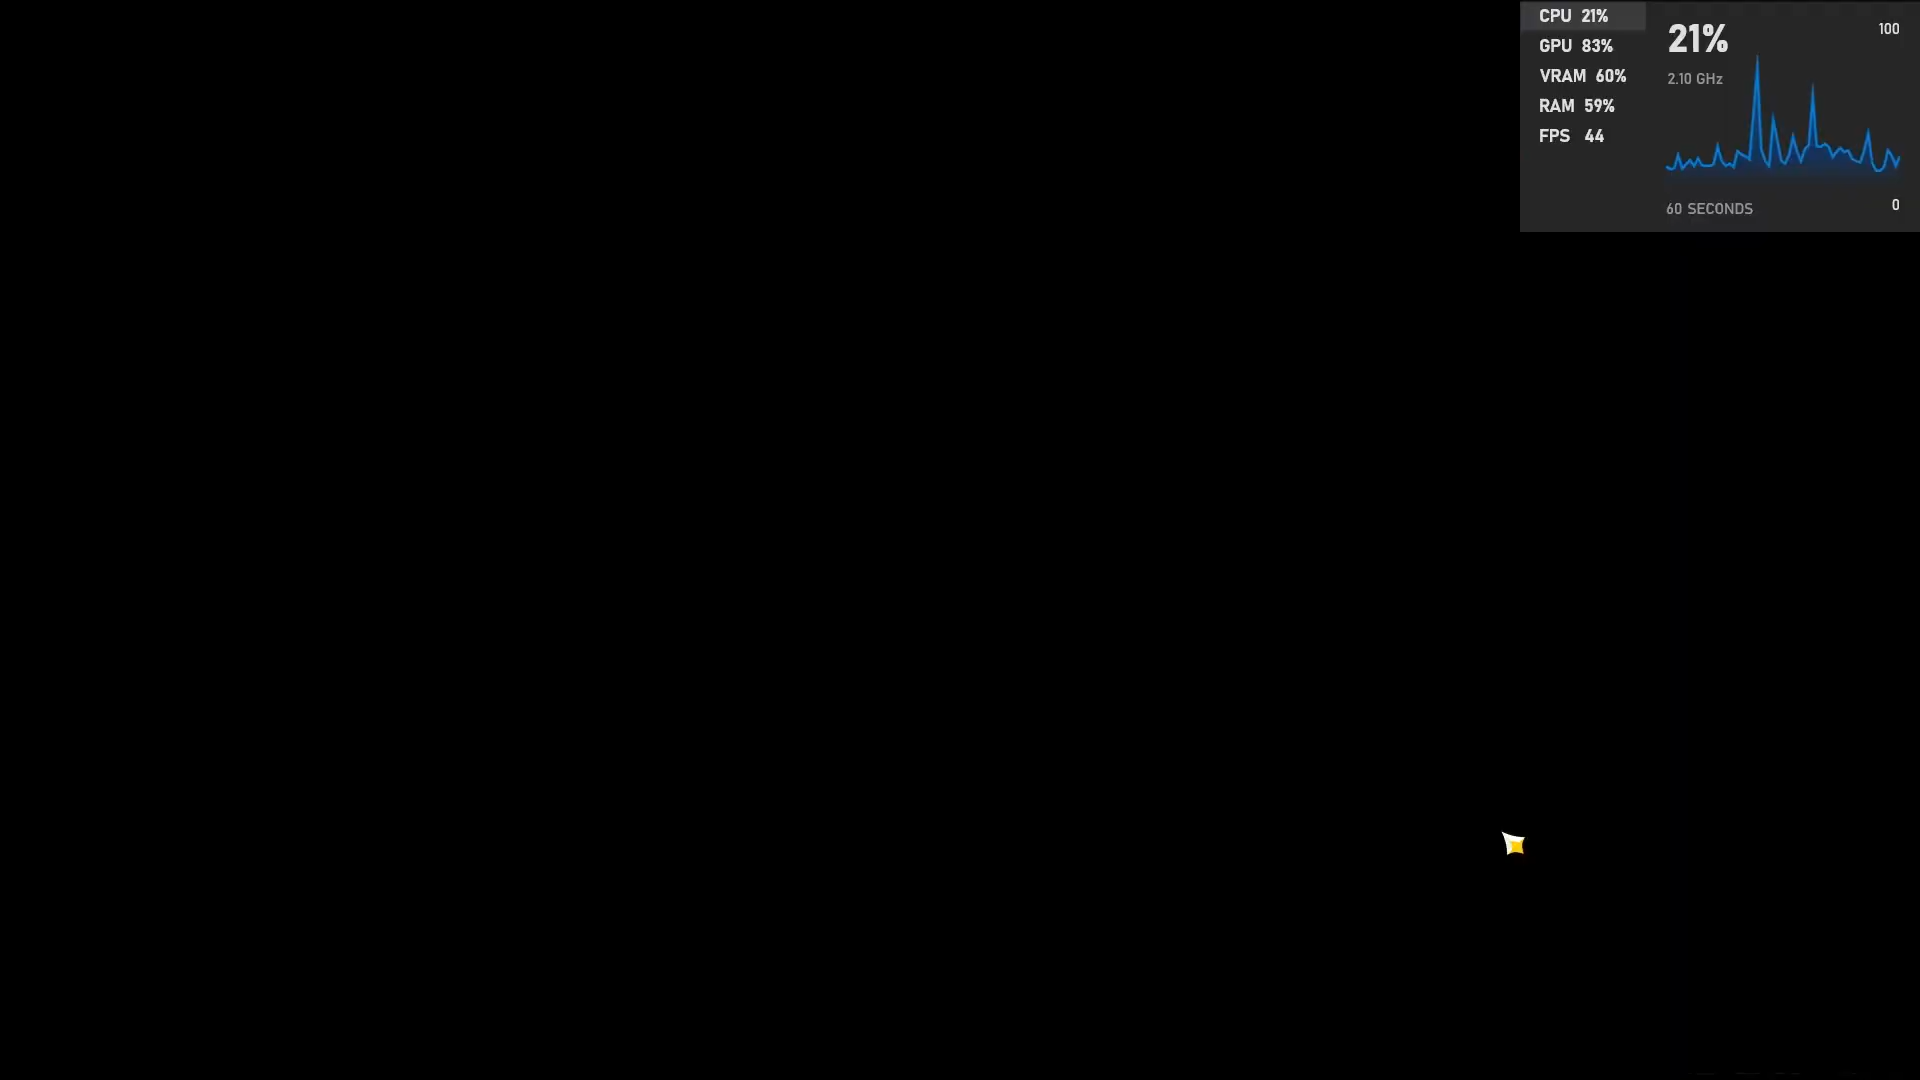 CPU 21%
GPU 83%
VRAM 60%
RAM 59%
FPS 44
21%
2.10 GHz
100
60 SECONDS
0